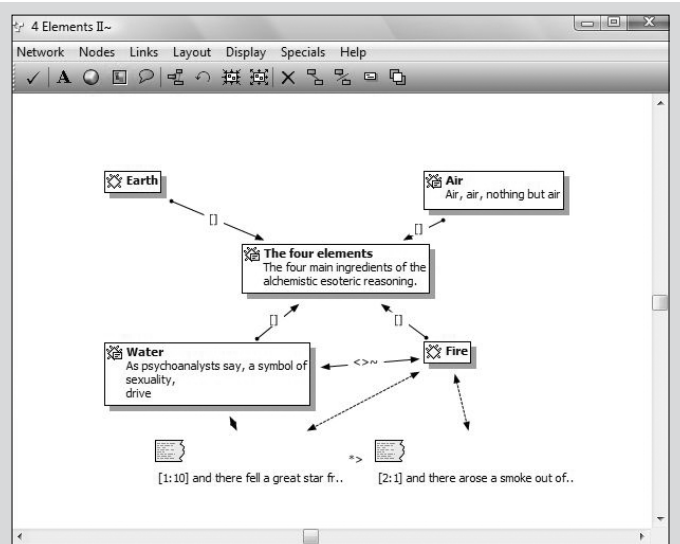 4 Elements II~
Network Nodes Links Layout Display Specials Help
A
Earth
Air
Air, air, nothing but air
[]
[]
The four elements
The four main ingredients of the
alchemistic esoteric reasoning.
[]
[]
Water
As psychoanalysts say, a symbol of
sexuality,
drive
<>~
Fire
*>
[1:10] and there fell a great star fr..
[2:1] and there arose a smoke out of..